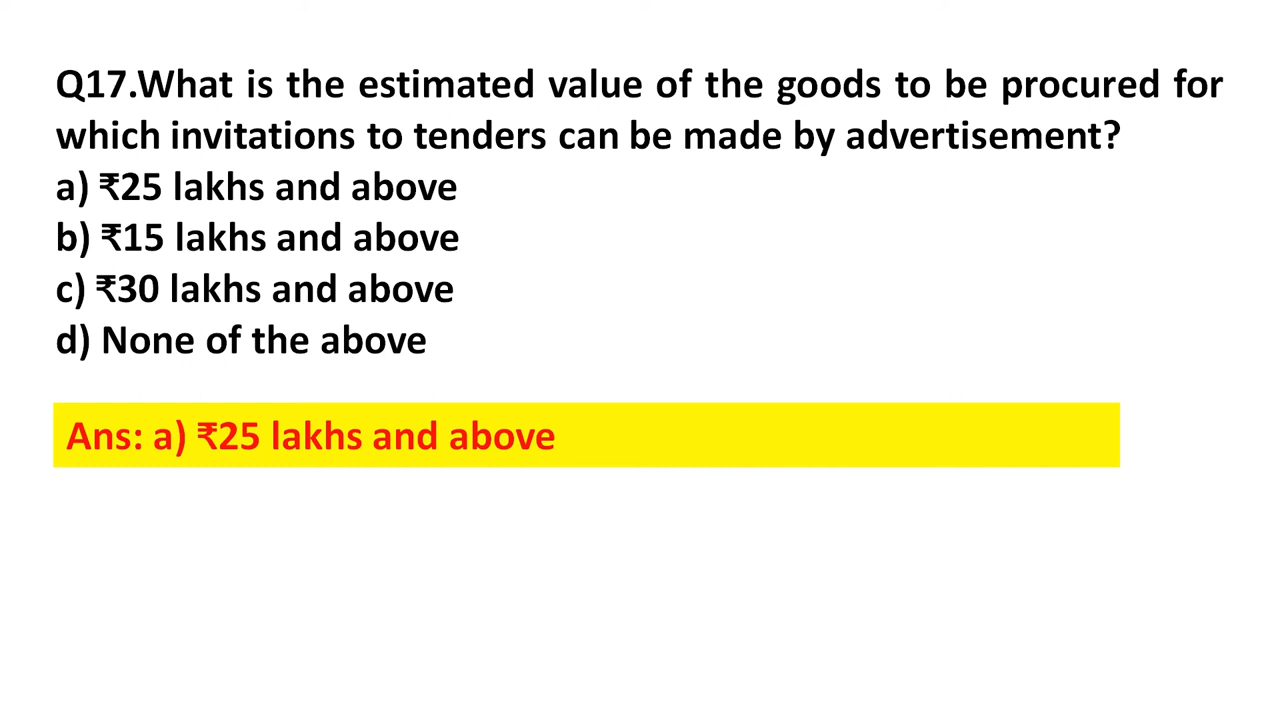 Q17.What is the estimated value of the goods to be procured for
which invitations to tenders can be made by advertisement?
a) ₹25 lakhs and above
b) ₹15 lakhs and above
c) ₹30 lakhs and above
d) None of the above
Ans: a) ₹25 lakhs and above